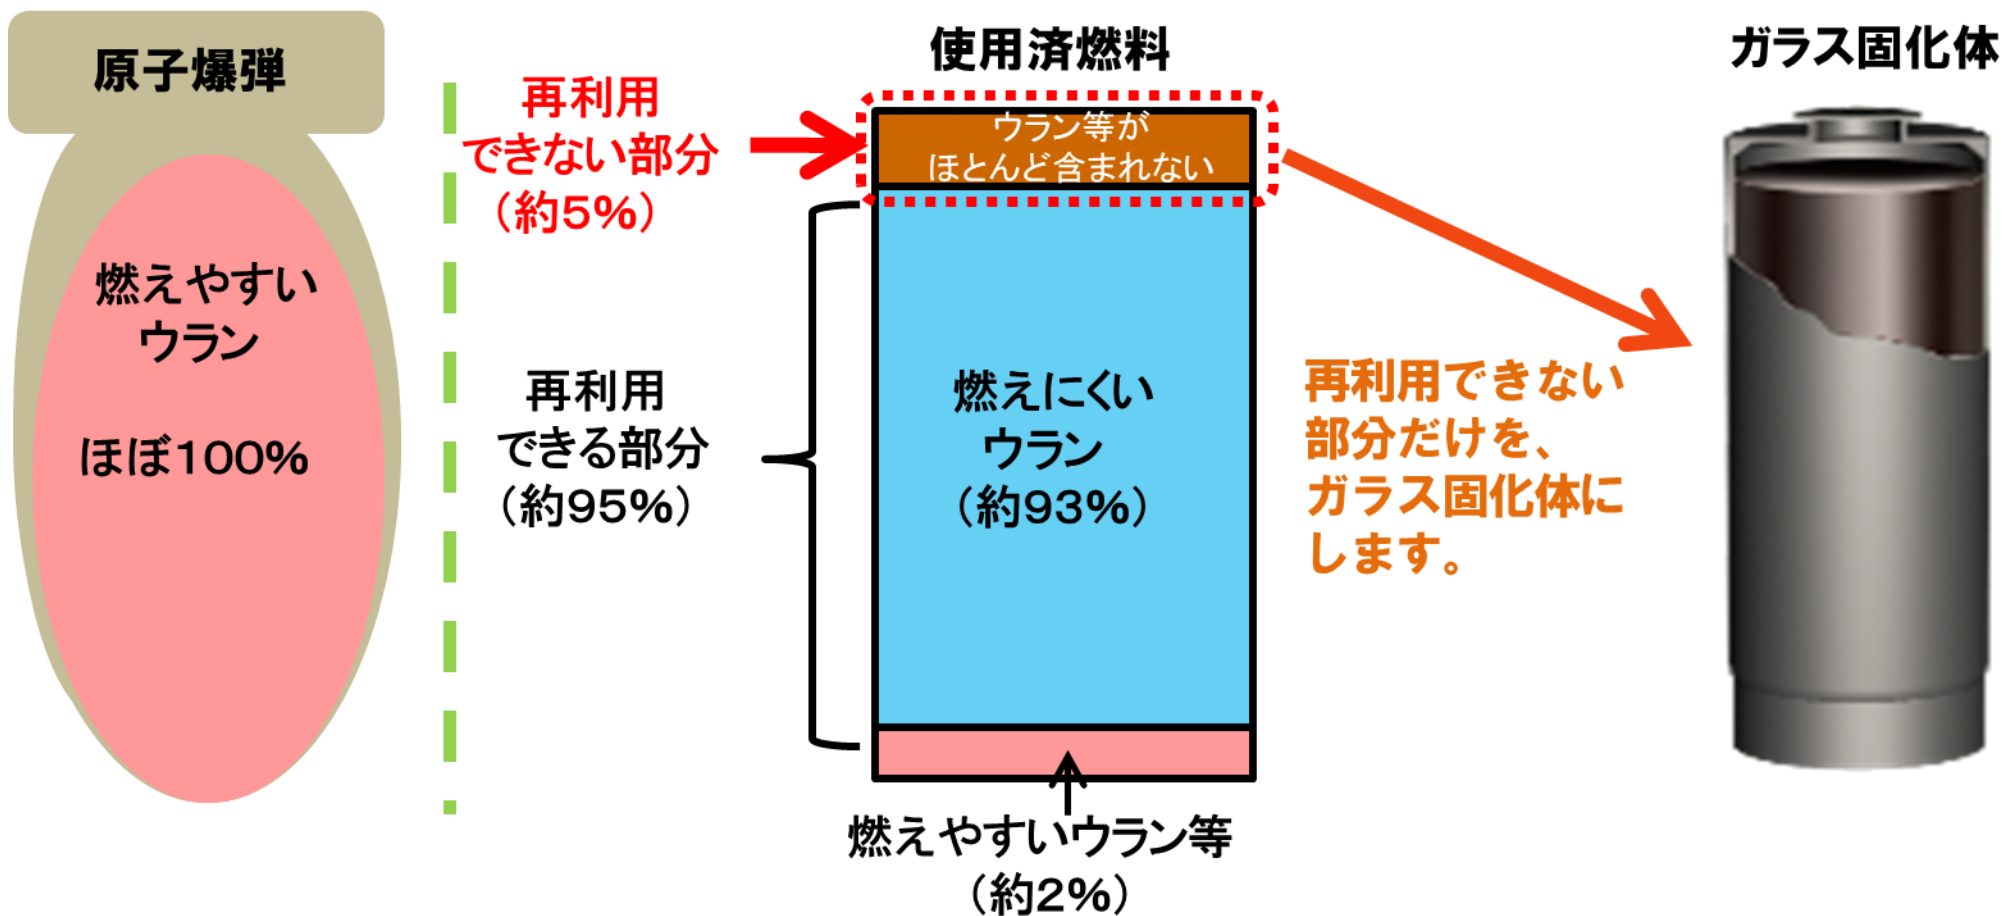 原子爆弾
燃えやすい
ウラン
ほぼ100%
再利用
できない部分
（約5%）
再利用
できる部分
（約95%）
使用済燃料
ウラン等が
ほとんど含まれない
燃えにくい
ウラン
（約93%）
燃えやすいウラン等
（約2%）
ガラス固化体
再利用できない
部分だけを、
ガラス固化体に
します。